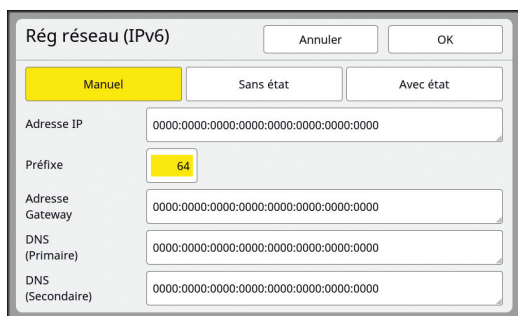 Rég réseau (IPv6)
Annuler
OK
Manuel
Sans état
Avec état
Adresse IP
0000:0000:0000:0000:0000:0000:0000:0000
Préfixe
64
Adresse
Gateway
0000:0000:0000:0000:0000:0000:0000:0000
DNS
(Primaire)
0000:0000:0000:0000:0000:0000:0000:0000
DNS
(Secondaire)
0000:0000:0000:0000:0000:0000:0000:0000